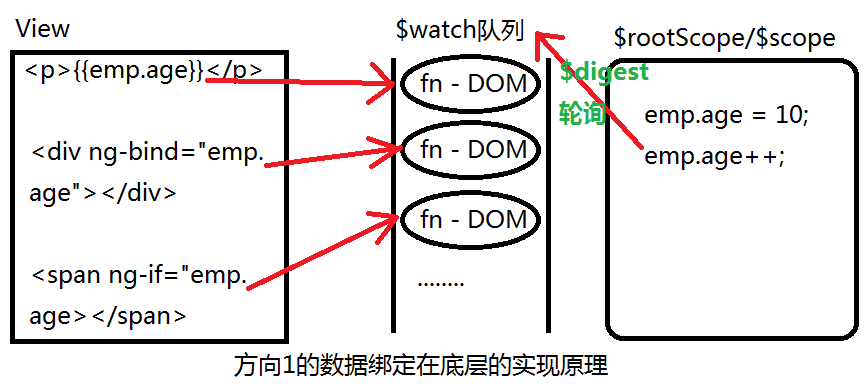 View
<p>{{emp.age}}</p>
<div ng-bind="emp.
age"></div>
<span ng-if="emp.
age></span>
$watch队列
fn - DOM
fn - DOM
fn - DOM
........
$digest
轮询
$rootScope/$scope
emp.age = 10;
emp.age++;
方向1的数据绑定在底层的实现原理